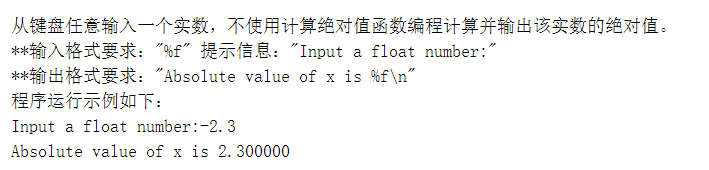 从键盘任意输入一个实数，不使用计算绝对值函数编程计算并输出该实数的绝对值。
**输入格式要求："%f" 提示信息："Input a float number:"
**输出格式要求："Absolute value of x is %f\n"
程序运行示例如下：
Input a float number:-2.3
Absolute value of x is 2.300000